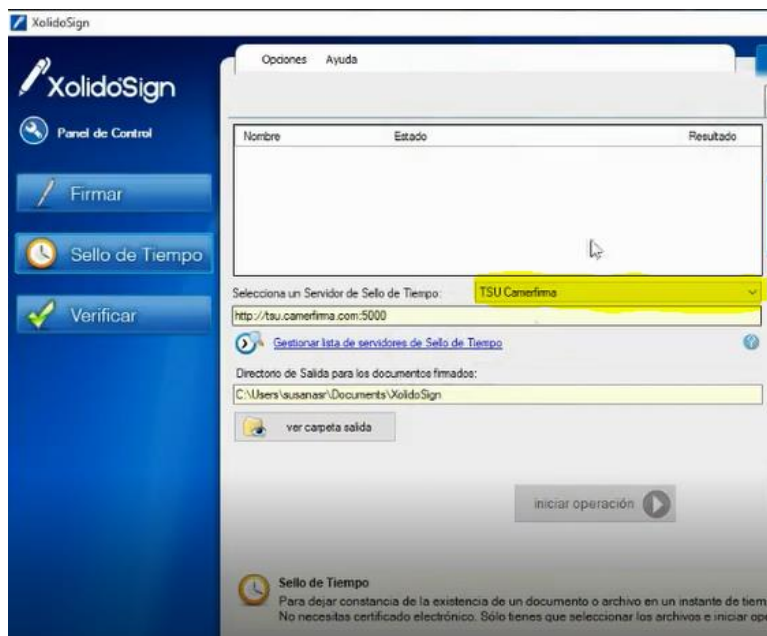 XolidoSign
Opciones Ayuda
XolidoSign
Panel de Control
Nombre Estado Resultado
Firmar
Sello de Tiempo
Selecciona un Servidor de Sello de Tiempo: TSU Camerfirma
Verificar
http://tsu.camerfirma.com:5000
Gestionar lista de servidores de Sello de Tiempo
Directorio de Salida para los documentos firmados:
C:\Users\susanasr\Documents\XolidoSign
ver carpeta salida
iniciar operación
Sello de Tiempo
Para dejar constancia de la existencia de un documento o archivo en un instante de tiem
No necesitas certificado electrónico. Sólo tienes que seleccionar los archivos e iniciar ope